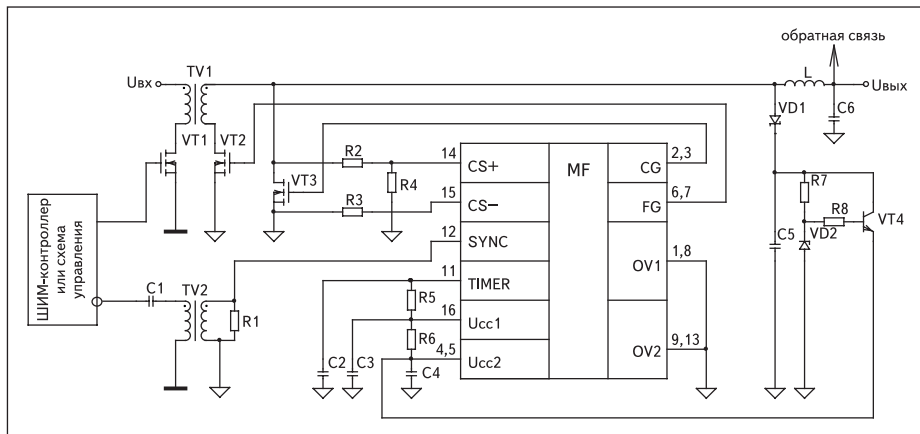 обратная связь
TV1
L
Uвх
Uвых
VT1
VT2
VD1
C6
R2
14
CS+
MF
CG
2,3
VT3
R4
FG
6,7
R7
R3
15
CS−
R8
VT4
12
SYNC
C5
VD2
ШИМ-контроллер
или схема
управления
TV2
11
TIMER
OV1
1,8
C1
R5
R1
16
Ucc1
R6
OV2
9,13
C2
C3
4,5
C4
Ucc2